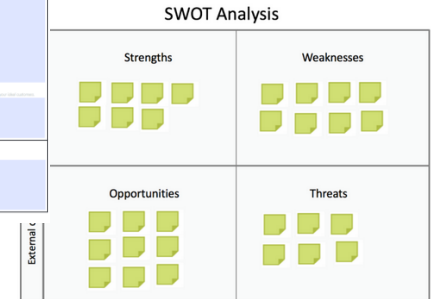 SWOT Analysis
Strengths
Weaknesses
Opportunities
Threats
External